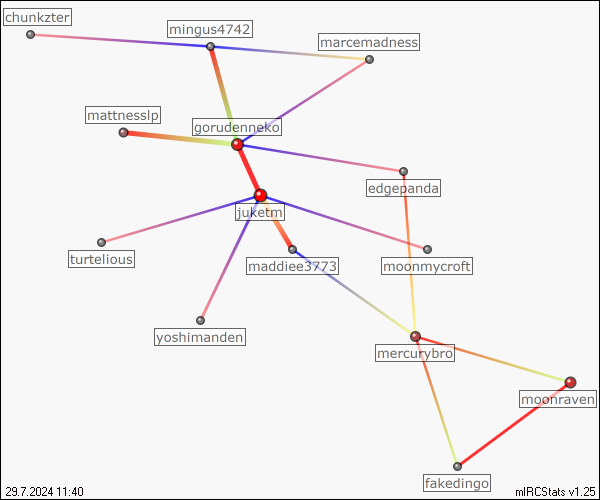 chunkzter
mingus4742
marcemadness
mattnesslp
gorudenneko
edgepanda
juketm
turtelious
maddiee3773
moonmycroft
yoshimanden
mercurybro
moonraven
fakedingo
29.7.2024 11:40
mIRCStats v1.25